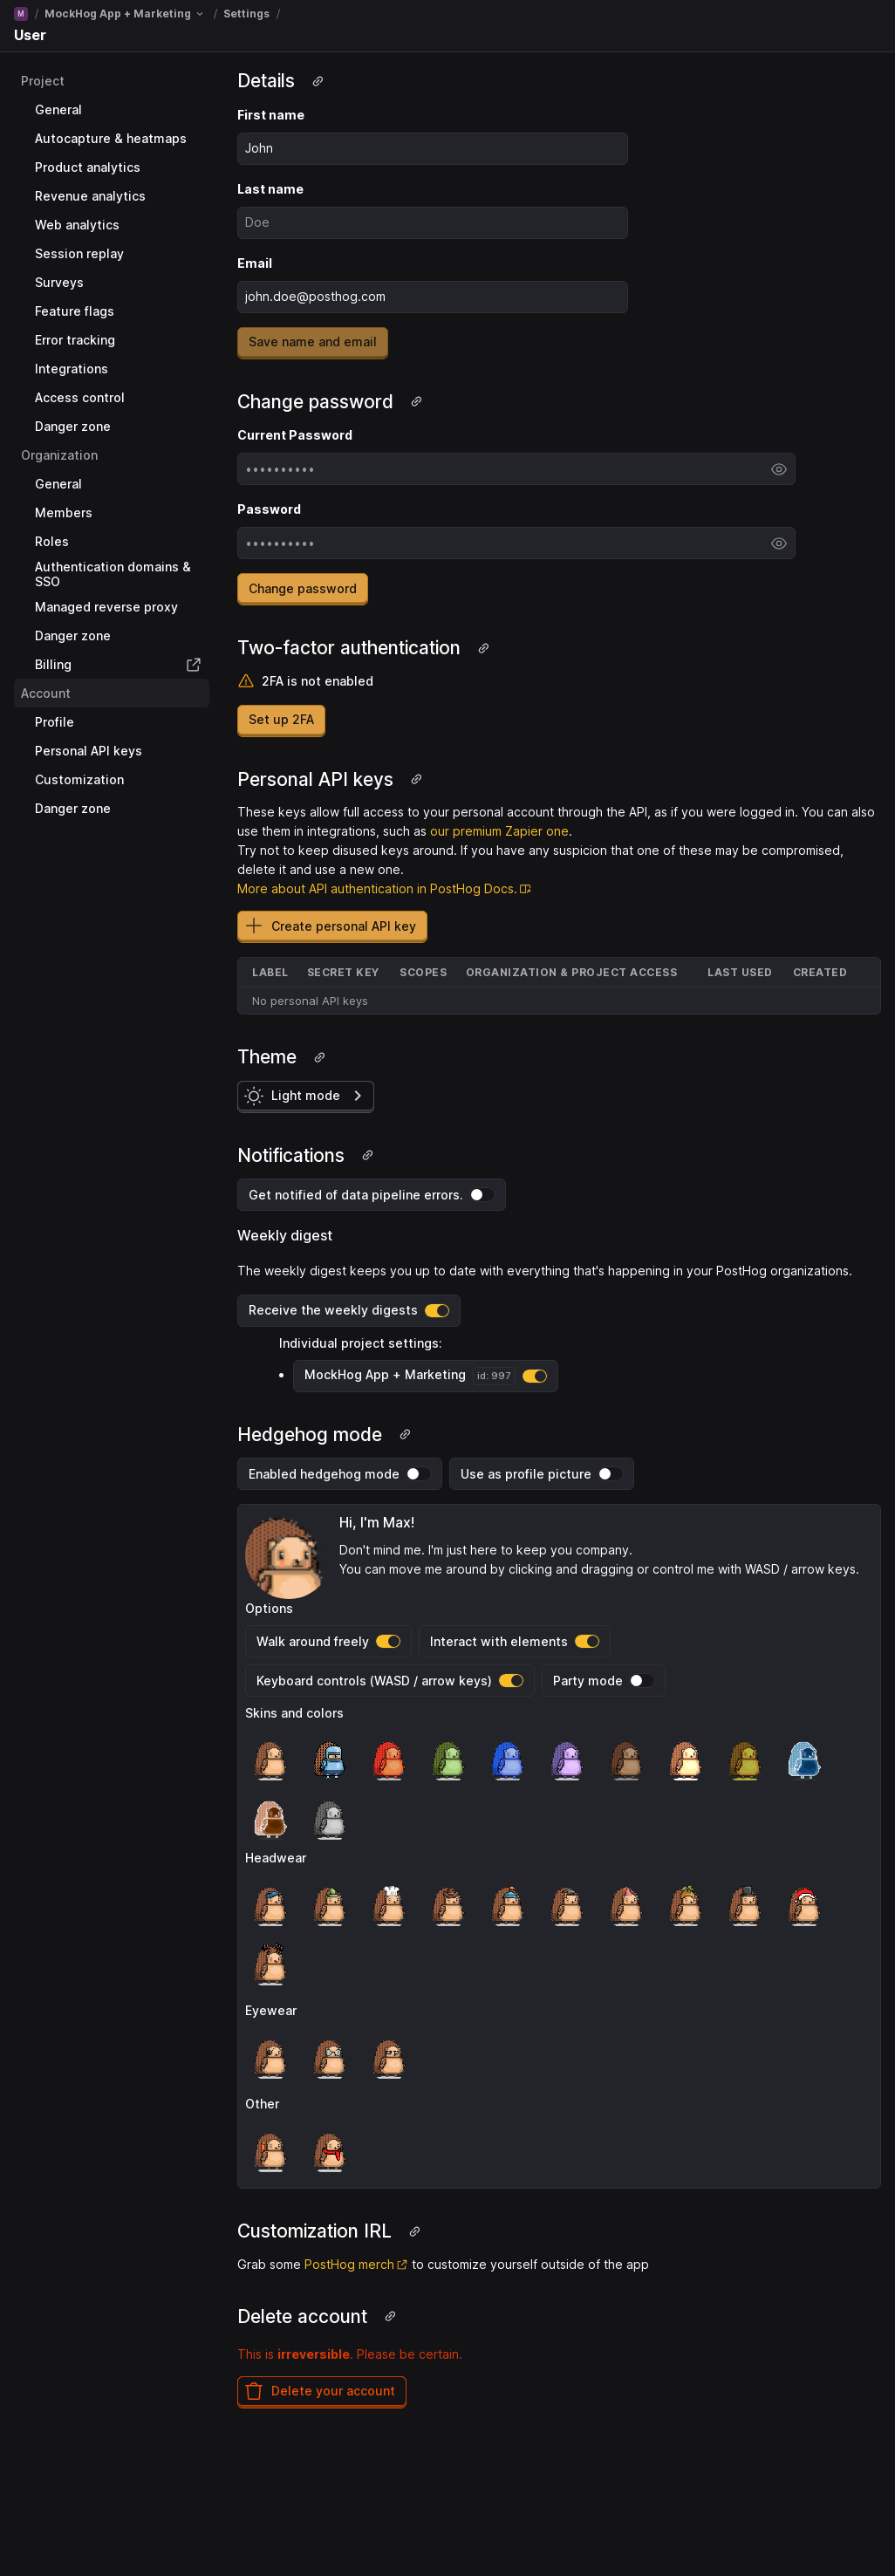 M / MockHog App + Marketing / Settings /
User
Project
General
Autocapture & heatmaps
Product analytics
Revenue analytics
Web analytics
Session replay
Surveys
Feature flags
Error tracking
Integrations
Access control
Danger zone
Organization
General
Members
Roles
Authentication domains &
SSO
Managed reverse proxy
Danger zone
Billing
Account
Profile
Personal API keys
Customization
Danger zone
Details
First name
John
Last name
Doe
Email
john.doe@posthog.com
Save name and email
Change password
Current Password
••••••••••
Password
••••••••••
Change password
Two-factor authentication
2FA is not enabled
Set up 2FA
Personal API keys
These keys allow full access to your personal account through the API, as if you were logged in. You can also
use them in integrations, such as our premium Zapier one.
Try not to keep disused keys around. If you have any suspicion that one of these may be compromised,
delete it and use a new one.
More about API authentication in PostHog Docs.
Create personal API key
LABEL SECRET KEY SCOPES ORGANIZATION & PROJECT ACCESS LAST USED CREATED
No personal API keys
Theme
Light mode
Notifications
Get notified of data pipeline errors.
Weekly digest
The weekly digest keeps you up to date with everything that's happening in your PostHog organizations.
Receive the weekly digests
Individual project settings:
• MockHog App + Marketing id: 997
Hedgehog mode
Enabled hedgehog mode Use as profile picture
Hi, I'm Max!
Don't mind me. I'm just here to keep you company.
You can move me around by clicking and dragging or control me with WASD / arrow keys.
Options
Walk around freely Interact with elements
Keyboard controls (WASD / arrow keys) Party mode
Skins and colors
Headwear
Eyewear
Other
Customization IRL
Grab some PostHog merch to customize yourself outside of the app
Delete account
This is irreversible. Please be certain.
Delete your account